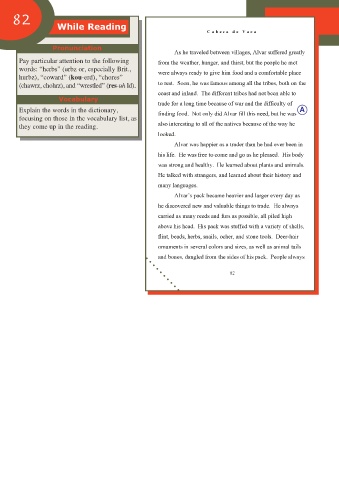 82
While Reading
Pronunciation
Pay particular attention to the following
words: "herbs" (urbz or, especially Brit.,
hurbz), "coward" (kou-erd), "chores"
(chawrz, chohrz), and "wrestled" (res-uh ld).
Vocabulary
Explain the words in the dictionary,
focusing on those in the vocabulary list, as
they come up in the reading.
Cabeza de Vaca
As he traveled between villages, Alvar suffered greatly
from the weather, hunger, and thirst, but the people he met
were always ready to give him food and a comfortable place
to rest. Soon, he was famous among all the tribes, both on the
coast and inland. The different tribes had not been able to
trade for a long time because of war and the difficulty of
finding food. Not only did Alvar fill this need, but he was
A
also interesting to all of the natives because of the way he
looked.
Alvar was happier as a trader than he had ever been in
his life. He was free to come and go as he pleased. His body
was strong and healthy. He learned about plants and animals.
He talked with strangers, and learned about their history and
many languages.
Alvar's pack became heavier and larger every day as
he discovered new and valuable things to trade. He always
carried as many reeds and furs as possible, all piled high
above his head. His pack was stuffed with a variety of shells,
flint, beads, herbs, snails, ocher, and stone tools. Deer-hair
ornaments in several colors and sizes, as well as animal tails
and bones, dangled from the sides of his pack. People always
82